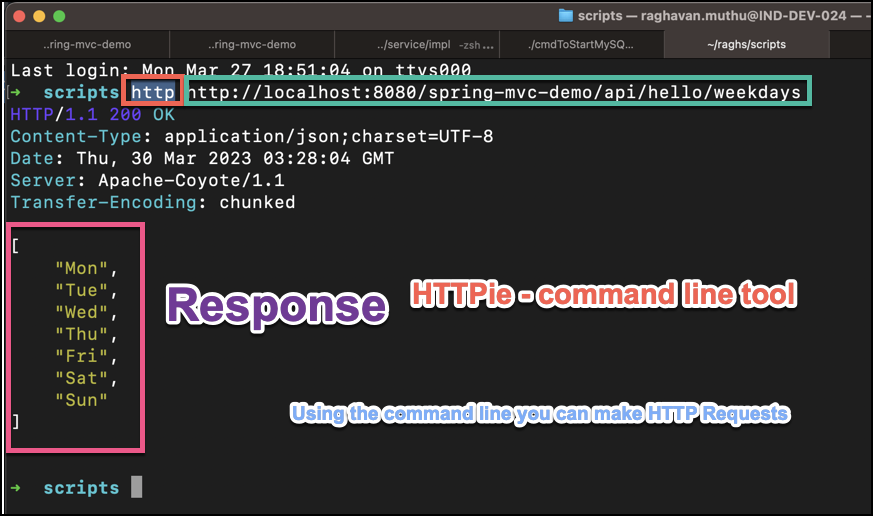 scripts — raghavan.muthu@IND-DEV-024 — -
..ring-mvc-demo ..ring-mvc-demo ../service/impl -zsh... ./cmdToStartMySQ... ~/raghs/scripts
Last login: Mon Mar 27 18:51:04 on ttys000
[➜ scripts http http://localhost:8080/spring-mvc-demo/api/hello/weekdays
HTTP/1.1 200 OK
Content-Type: application/json;charset=UTF-8
Date: Thu, 30 Mar 2023 03:28:04 GMT
Server: Apache-Coyote/1.1
Transfer-Encoding: chunked
[
"Mon",
"Tue",
"Wed",
"Thu",
"Fri",
"Sat",
"Sun"
]
Response
HTTPie - command line tool
Using the command line you can make HTTP Requests
➜ scripts